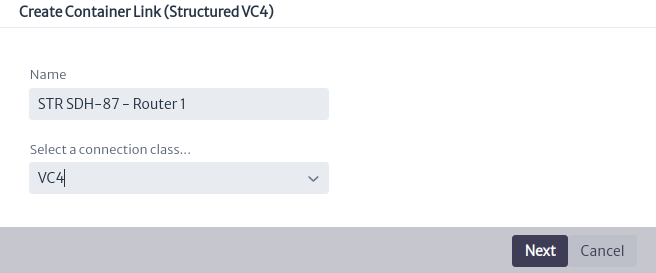 Create Container Link (Structured VC4)
Name
STR SDH-87 - Router 1
Select a connection class...
VC4
Next Cancel